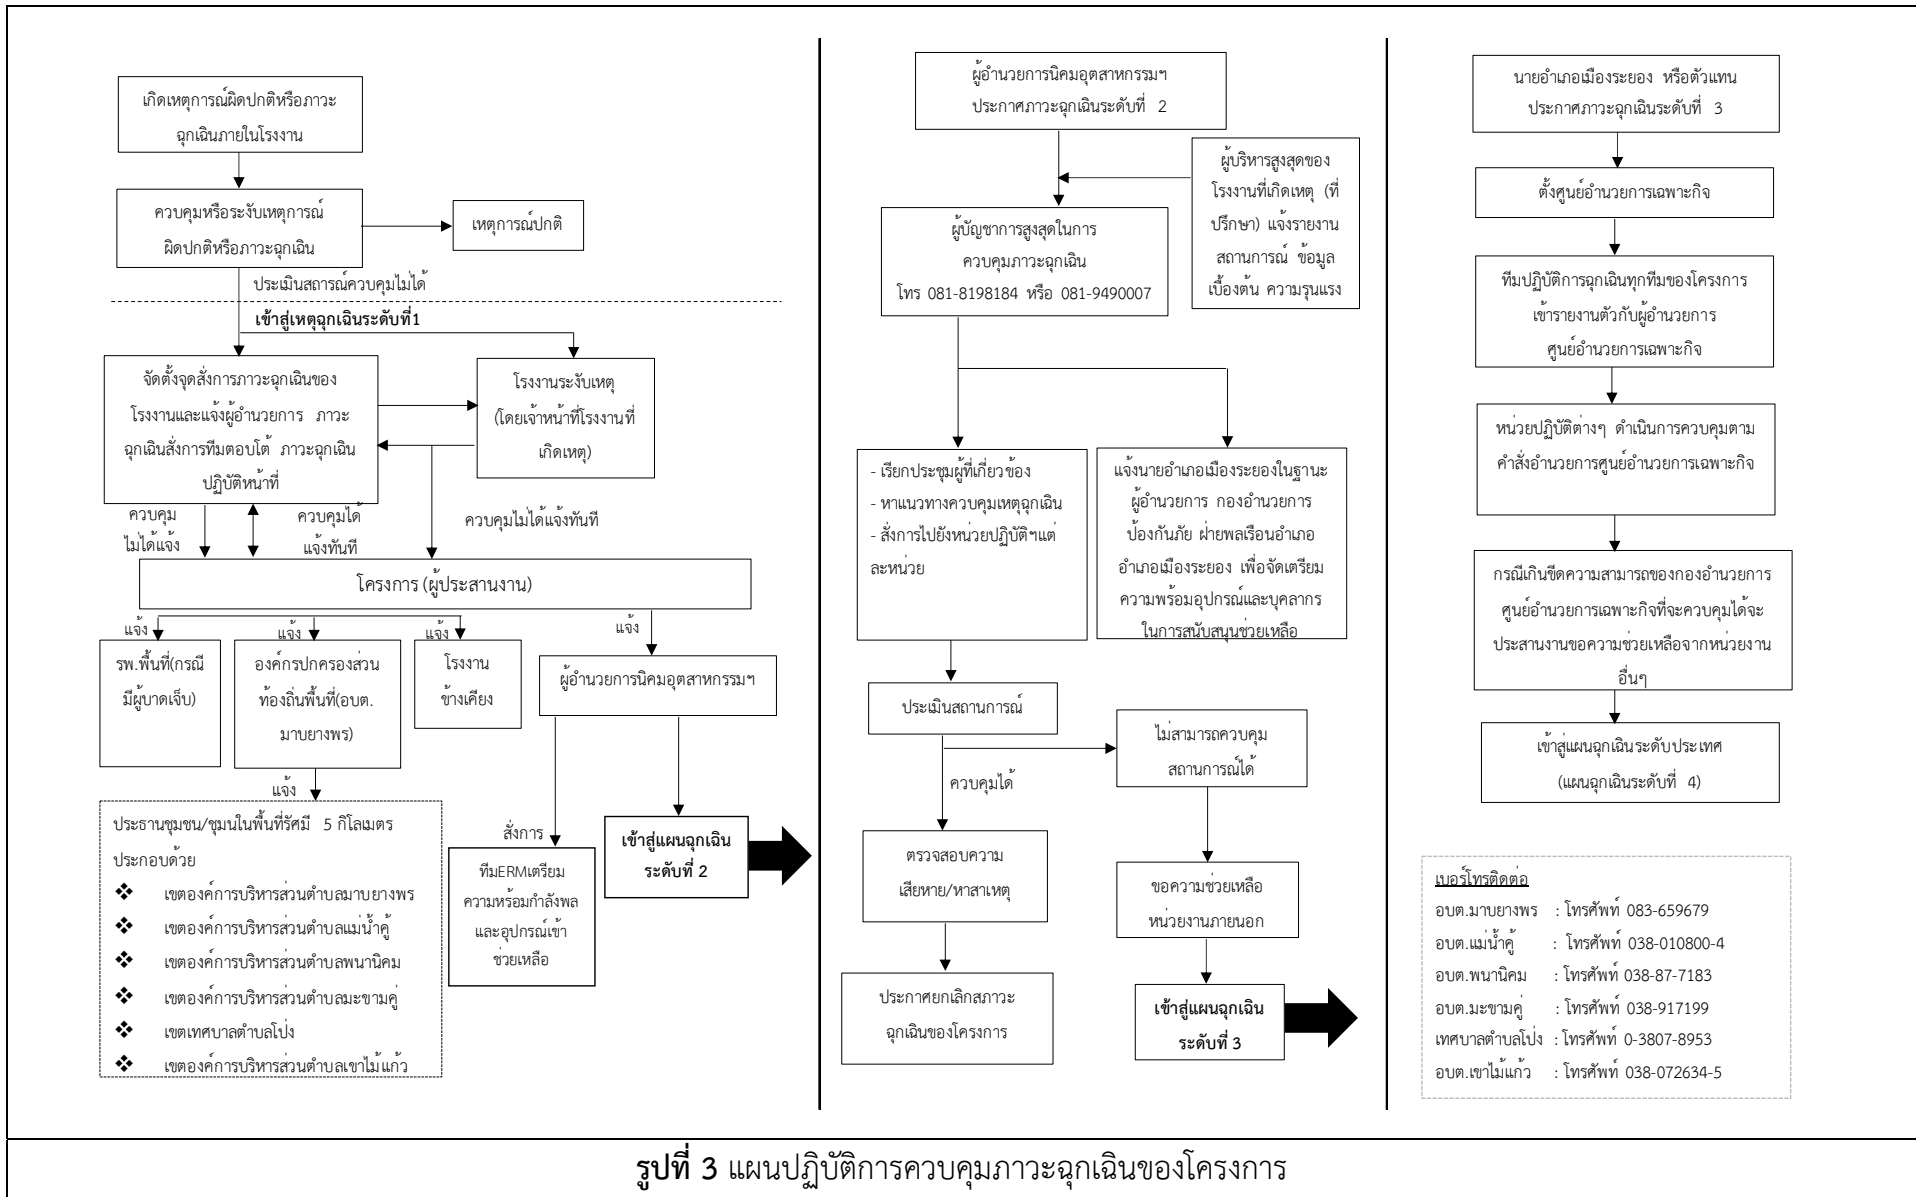 เกิดเหตุการณ์ผิดปกติหรือภาวะ
ฉุกเฉินภายในโรงงาน
ควบคุมหรือระงับเหตุการณ์
ผิดปกติหรือภาวะฉุกเฉิน
เหตุการณ์ปกติ
ประเมินสถารณ์ควบคุมไม่ได้
เข้าสู่เหตุฉุกเฉินระดับที่1
จัดตั้งจุดสั่งการภาวะฉุกเฉินของ
โรงงานและแจ้งผู้อำนวยการ ภาวะ
ฉุกเฉินสั่งการทีมตอบโต้ ภาวะฉุกเฉิน
ปฏิบัติหน้าที่
โรงงานระงับเหตุ
(โดยเจ้าหน้าที่โรงงานที่
เกิดเหตุ)
ควบคุม
ไม่ได้แจ้ง
ควบคุมได้
แจ้งทันที
ควบคุมไม่ได้แจ้งทันที
โครงการ (ผู้ประสานงาน)
แจ้ง
แจ้ง
แจ้ง
แจ้ง
รพ.พื้นที่(กรณี
มีผู้บาดเจ็บ)
องค์กรปกครองส่วน
ท้องถิ่นพื้นที่(อบต.
มาบยางพร)
โรงงาน
ข้างเคียง
ผู้อำนวยการนิคมอุตสาหกรรมฯ
แจ้ง
ประธานชุมชน/ชุมนในพื้นที่รัศมี 5 กิโลเมตร
ประกอบด้วย
❖ เขตองค์การบริหารส่วนตำบลมาบยางพร
❖ เขตองค์การบริหารส่วนตำบลแม่น้ำคู้
❖ เขตองค์การบริหารส่วนตำบลพนานิคม
❖ เขตองค์การบริหารส่วนตำบลมะขามคู่
❖ เขตเทศบาลตำบลโป่ง
❖ เขตองค์การบริหารส่วนตำบลเขาไม้แก้ว
สั่งการ
ทีมERMเตรียม
ความหร้อมกำลังพล
และอุปกรณ์เข้า
ช่วยเหลือ
เข้าสู่แผนฉุกเฉิน
ระดับที่ 2
ผู้อำนวยการนิคมอุตสาหกรรมฯ
ประกาศภาวะฉุกเฉินระดับที่ 2
ผู้บริหารสูงสุดของ
โรงงานที่เกิดเหตุ (ที่
ปรึกษา) แจ้งรายงาน
สถานการณ์ ข้อมูล
เบื้องต้น ความรุนแรง
ผู้บัญชาการสูงสุดในการ
ควบคุมภาวะฉุกเฉิน
โทร 081-8198184 หรือ 081-9490007
- เรียกประชุมผู้ที่เกี่ยวข้อง
- หาแนวทางควบคุมเหตุฉุกเฉิน
- สั่งการไปยังหน่วยปฏิบัติฯแต่
ละหน่วย
แจ้งนายอำเภอเมืองระยองในฐานะ
ผู้อำนวยการ กองอำนวยการ
ป้องกันภัย ฝ่ายพลเรือนอำเภอ
อำเภอเมืองระยอง เพื่อจัดเตรียม
ความพร้อมอุปกรณ์และบุคลากร
ในการสนับสนุนช่วยเหลือ
ประเมินสถานการณ์
ควบคุมได้
ไม่สามารถควบคุม
สถานการณ์ได้
ตรวจสอบความ
เสียหาย/หาสาเหตุ
ขอความช่วยเหลือ
หน่วยงานภายนอก
ประกาศยกเลิกสภาวะ
ฉุกเฉินของโครงการ
เข้าสู่แผนฉุกเฉิน
ระดับที่ 3
นายอำเภอเมืองระยอง หรือตัวแทน
ประกาศภาวะฉุกเฉินระดับที่ 3
ตั้งศูนย์อำนวยการเฉพาะกิจ
ทีมปฏิบัติการฉุกเฉินทุกทีมของโครงการ
เข้ารายงานตัวกับผู้อำนวยการ
ศูนย์อำนวยการเฉพาะกิจ
หน่วยปฏิบัติต่างๆ ดำเนินการควบคุมตาม
คำสั่งอำนวยการศูนย์อำนวยการเฉพาะกิจ
กรณีเกินขีดความสามารถของกองอำนวยการ
ศูนย์อำนวยการเฉพาะกิจที่จะควบคุมได้จะ
ประสานงานขอความช่วยเหลือจากหน่วยงาน
อื่นๆ
เข้าสู่แผนฉุกเฉินระดับประเทศ
(แผนฉุกเฉินระดับที่ 4)
เบอร์โทรติดต่อ
อบต.มาบยางพร : โทรศัพท์ 083-659679
อบต.แม่น้ำคู้ : โทรศัพท์ 038-010800-4
อบต.พนานิคม : โทรศัพท์ 038-87-7183
อบต.มะขามคู่ : โทรศัพท์ 038-917199
เทศบาลตำบลโป่ง : โทรศัพท์ 0-3807-8953
อบต.เขาไม้แก้ว : โทรศัพท์ 038-072634-5
รูปที่ 3 แผนปฏิบัติการควบคุมภาวะฉุกเฉินของโครงการ